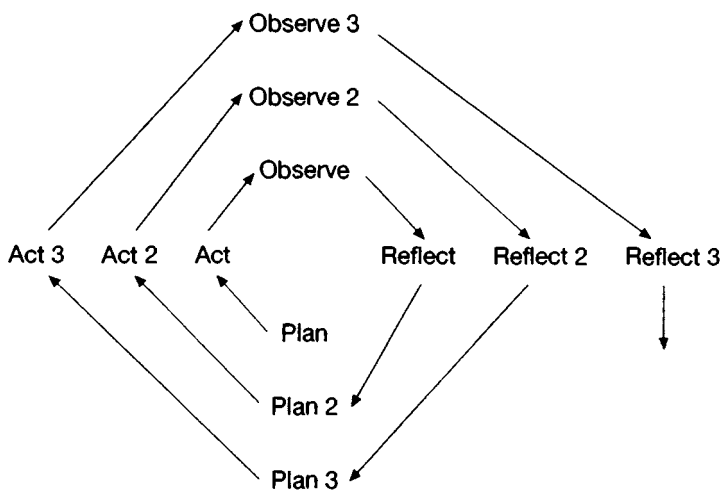 Observe 3
Observe 2
Observe
Act 3 Act 2 Act Reflect Reflect 2 Reflect 3
Plan
Plan 2
Plan 3